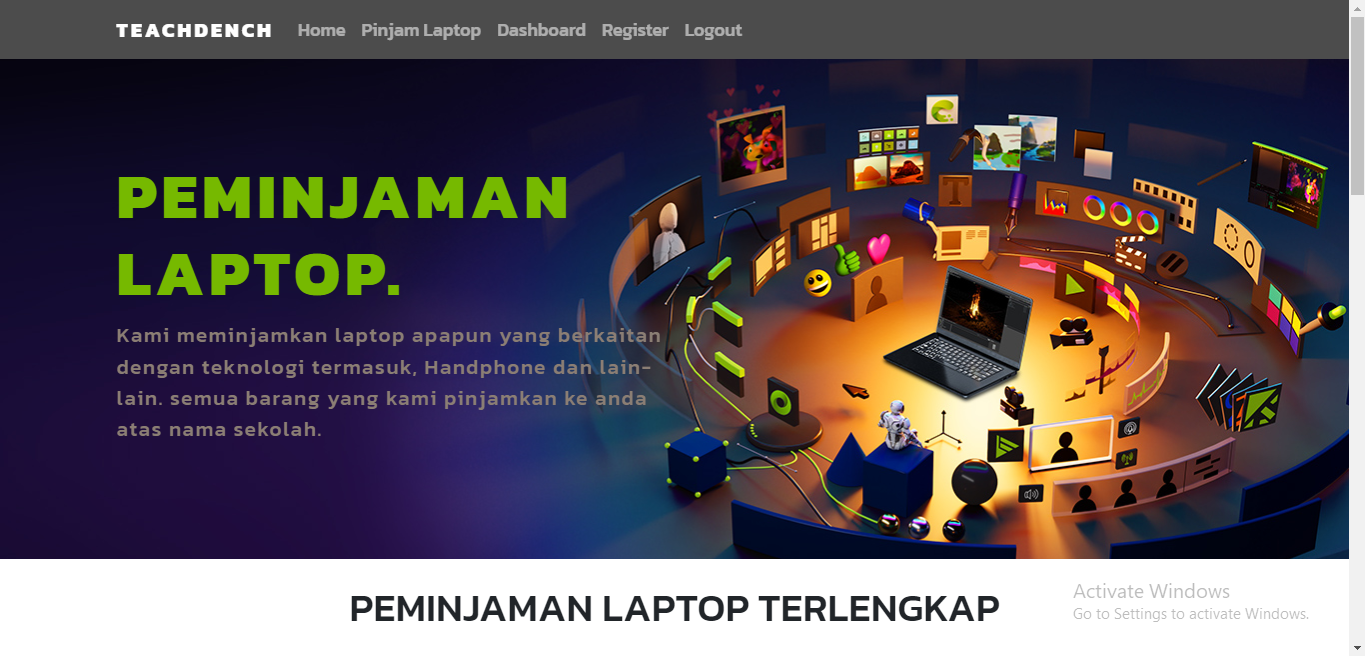 TEACHDENCH Home Pinjam Laptop Dashboard Register Logout
PEMINJAMAN
LAPTOP.
Kami meminjamkan laptop apapun yang berkaitan
dengan teknologi termasuk, Handphone dan lain-
lain. semua barang yang kami pinjamkan ke anda
atas nama sekolah.
T
PEMINJAMAN LAPTOP TERLENGKAP
Activate Windows
Go to Settings to activate Windows.